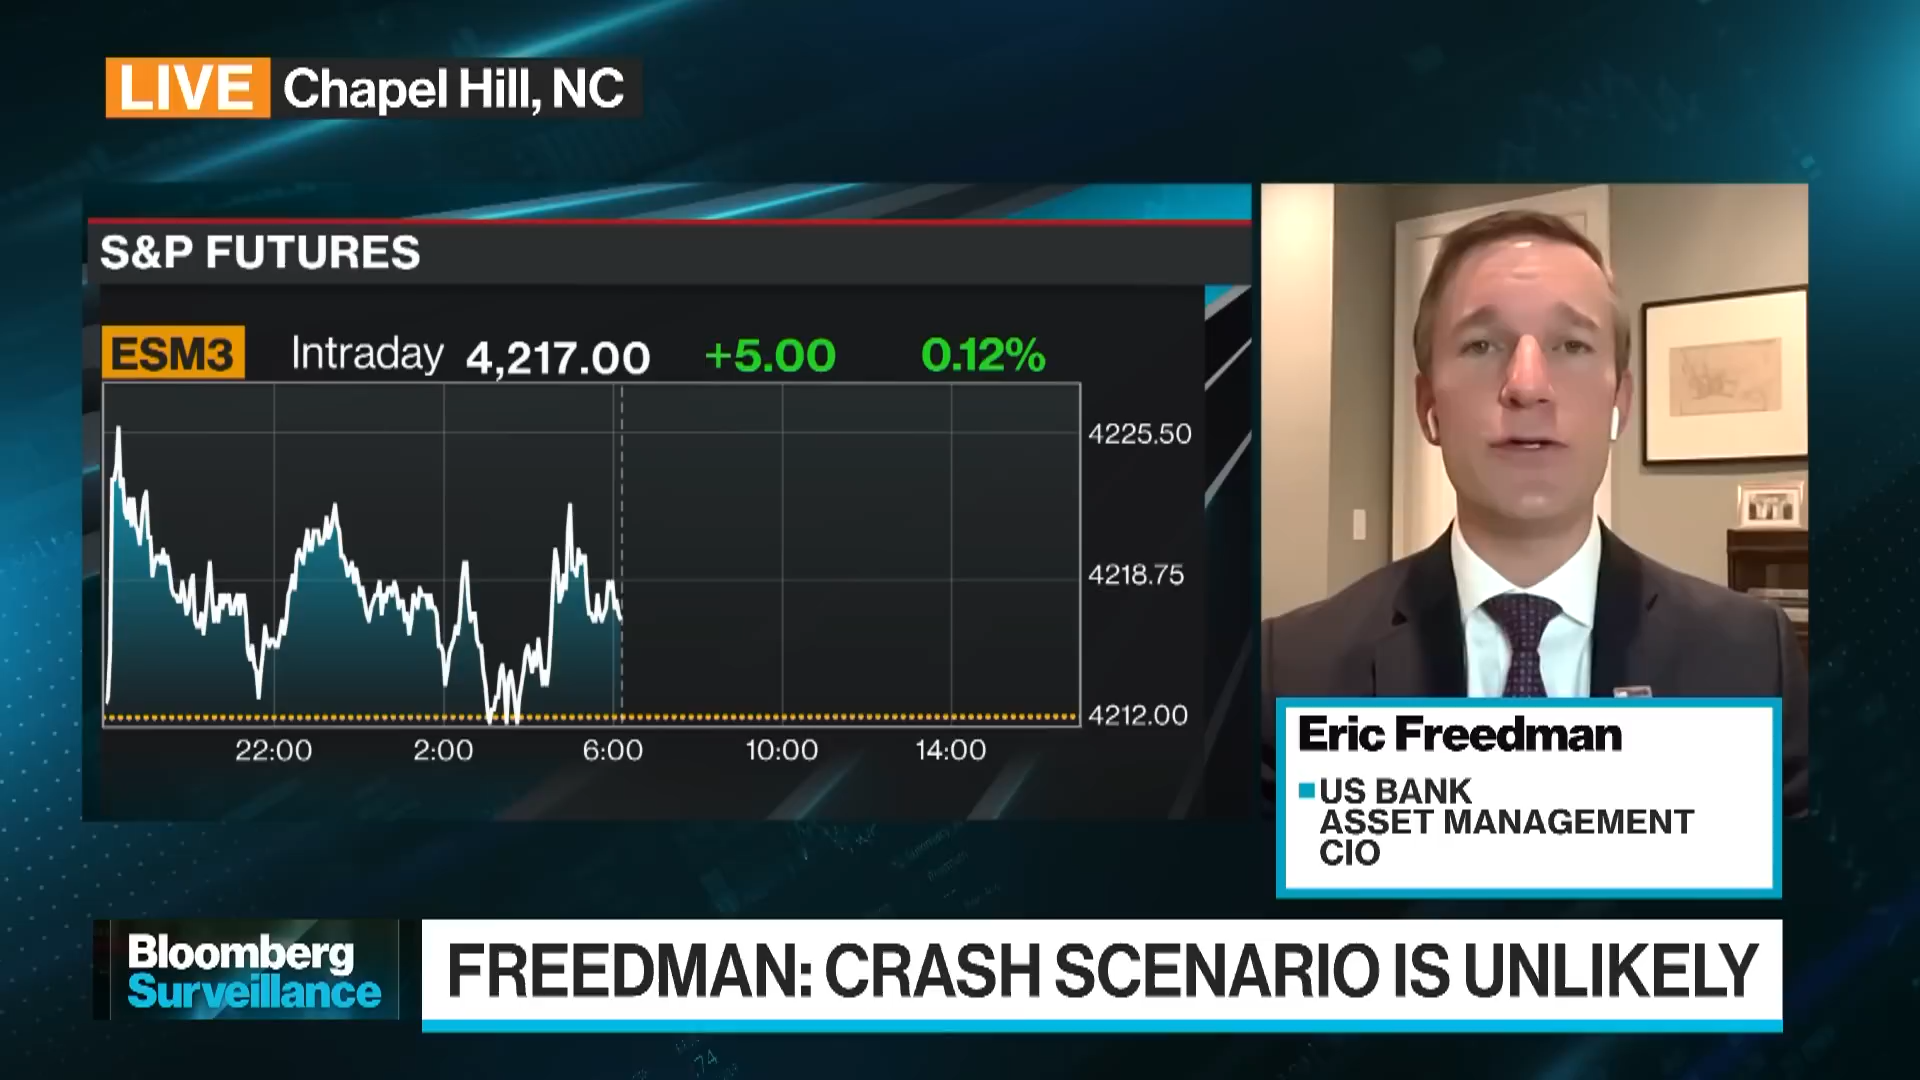 LIVE Chapel Hill, NC
S&P FUTURES
ESM3 Intraday 4,217.00 +5.00 0.12%
4225.50
4218.75
4212.00
22:00 2:00 6:00 10:00 14:00
Eric Freedman
US BANK
ASSET MANAGEMENT
CIO
Bloomberg
Surveillance
FREEDMAN: CRASH SCENARIO IS UNLIKELY
74